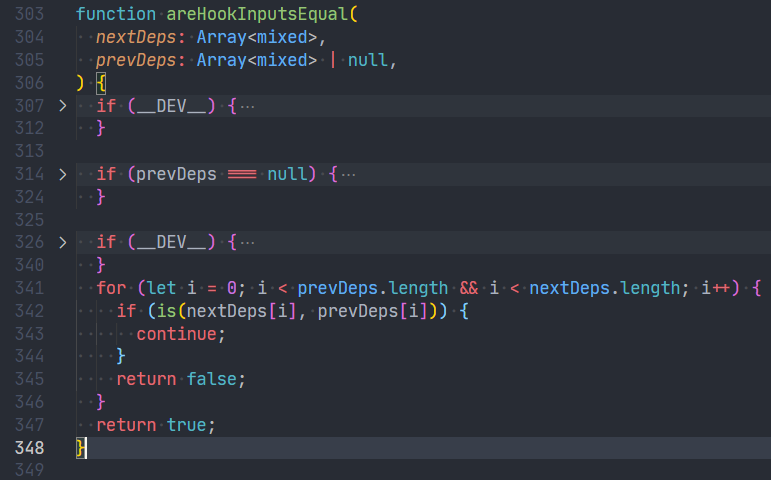 303 function areHookInputsEqual(
304   nextDeps: Array<mixed>,
305   prevDeps: Array<mixed> | null,
306 ) {
307 >   if (__DEV__) {···
312   }
313
314 >   if (prevDeps === null) {···
324   }
325
326 >   if (__DEV__) {···
340   }
341   for (let i = 0; i < prevDeps.length && i < nextDeps.length; i++) {
342     if (is(nextDeps[i], prevDeps[i])) {
343       continue;
344     }
345     return false;
346   }
347   return true;
348 }
349